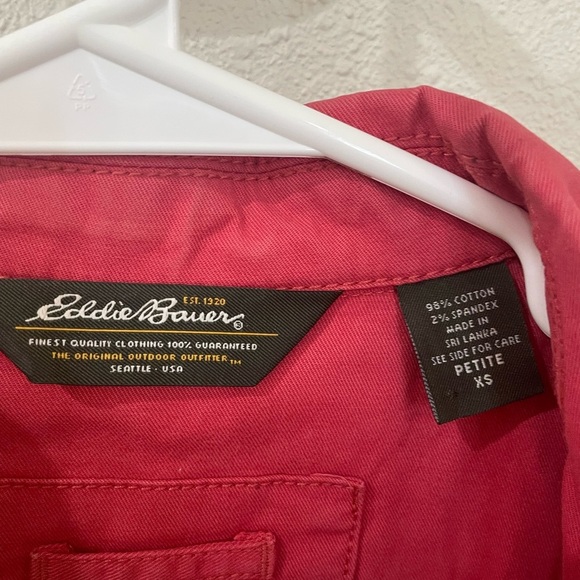 EST. 1920
Eddie Bauer®
FINEST QUALITY CLOTHING 100% GUARANTEED
THE ORIGINAL OUTDOOR OUTFITTER™
SEATTLE · USA
98% COTTON
2% SPANDEX
MADE IN
SRI LANKA
SEE SIDE FOR CARE
PETITE
XS